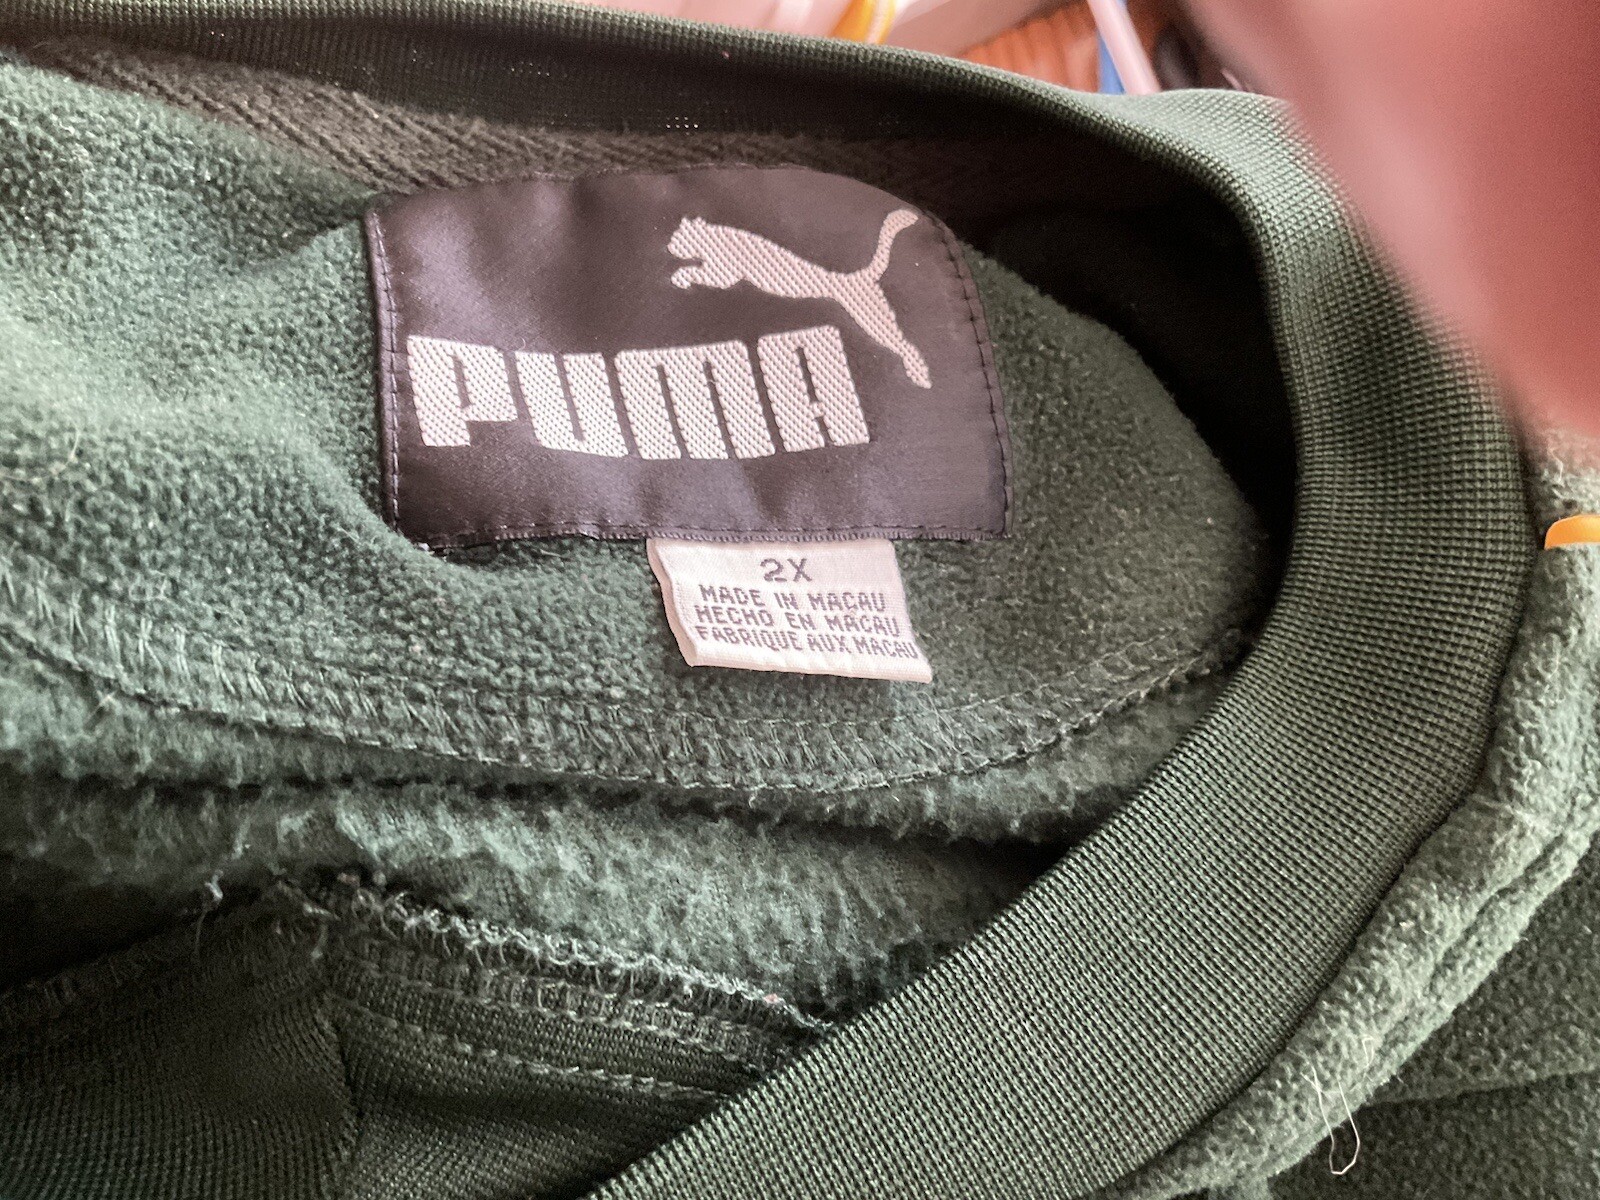 PUMA
2X
MADE IN MACAU
HECHO EN MACAU
FABRIQUE AUX MACAU